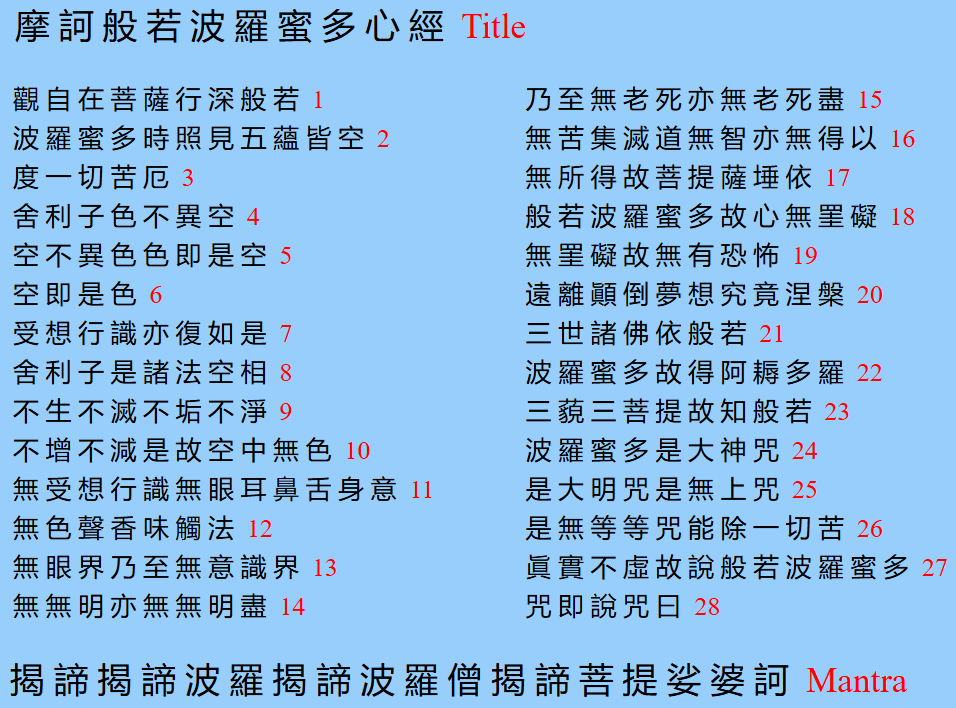 摩訶般若波羅蜜多心經 Title
觀自在菩薩行深般若 1
波羅蜜多時照見五蘊皆空 2
度一切苦厄 3
舍利子色不異空 4
空不異色色即是空 5
空即是色 6
受想行識亦復如是 7
舍利子是諸法空相 8
不生不滅不垢不淨 9
不增不減是故空中無色 10
無受想行識無眼耳鼻舌身意 11
無色聲香味觸法 12
無眼界乃至無意識界 13
無無明亦無無明盡 14
乃至無老死亦無老死盡 15
無苦集滅道無智亦無得以 16
無所得故菩提薩埵依 17
般若波羅蜜多故心無罣礙 18
無罣礙故無有恐怖 19
遠離顚倒夢想究竟涅槃 20
三世諸佛依般若 21
波羅蜜多故得阿耨多羅 22
三藐三菩提故知般若 23
波羅蜜多是大神咒 24
是大明咒是無上咒 25
是無等等咒能除一切苦 26
眞實不虛故說般若波羅蜜多 27
咒即說咒曰 28
揭諦揭諦波羅揭諦波羅僧揭諦菩提娑婆訶 Mantra